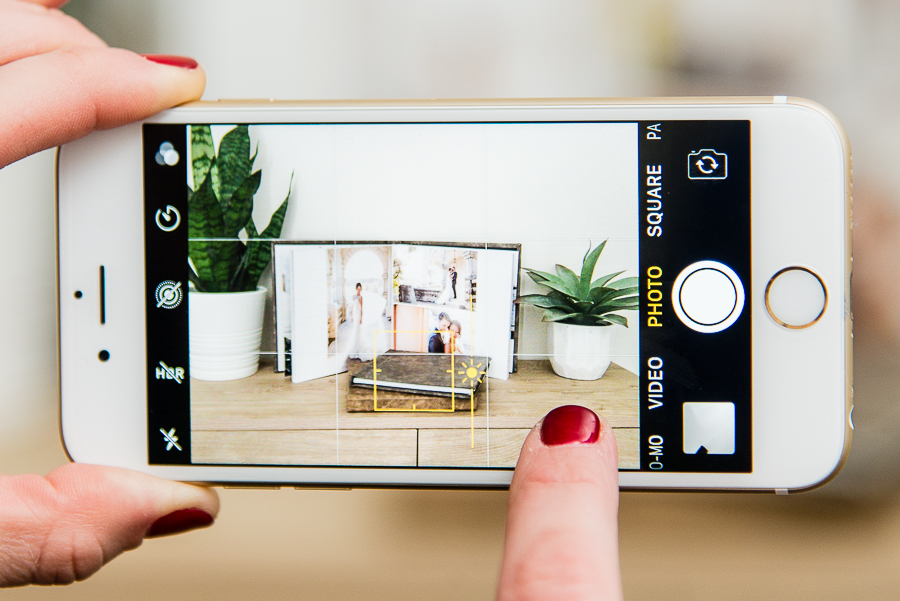 PA
SQUARE
PHOTO
VIDEO
O-MO
HDR